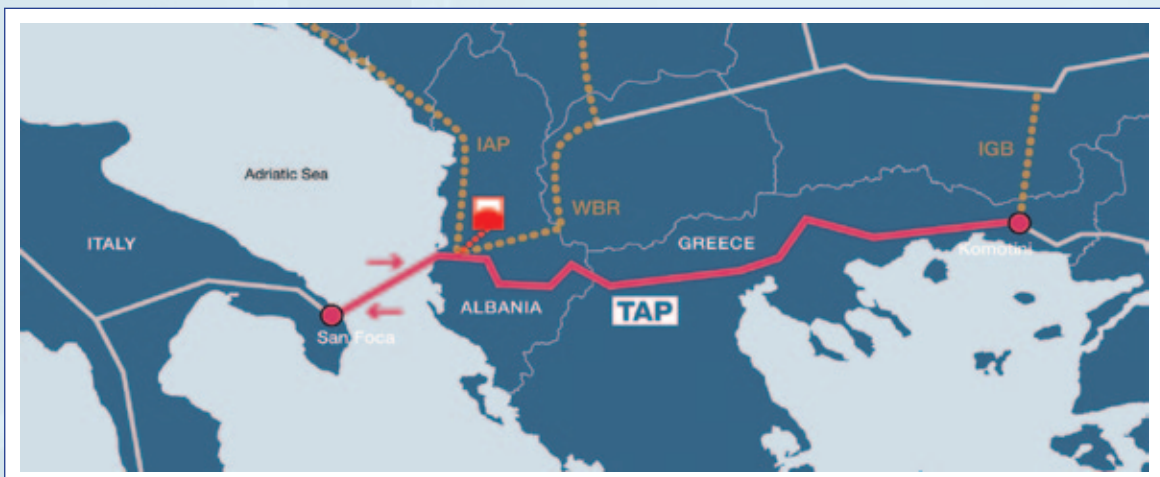 IAP
IGB
Adriatic Sea
WBR
ITALY
GREECE
Komotini
ALBANIA
TAP
San Foca